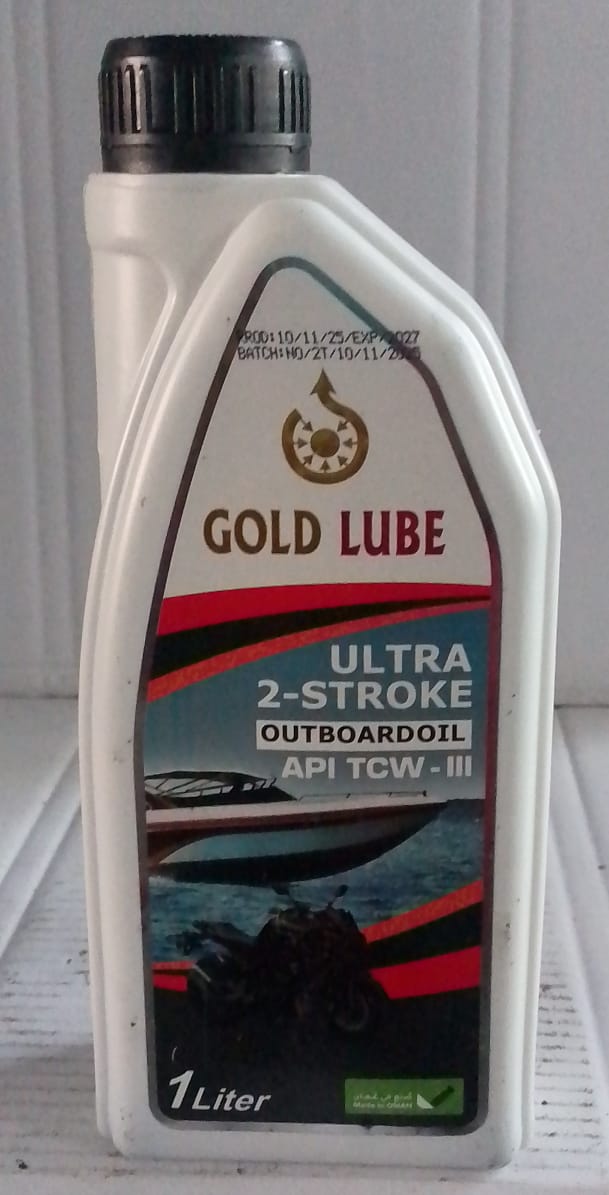 PROD:10/11/25/EXP/2027
BATCH:NO/2T/10/11/2025
GOLD LUBE
ULTRA
2-STROKE
OUTBOARDOIL
API TCW - III
1 Liter
صنع في عُمان
Made in OMAN